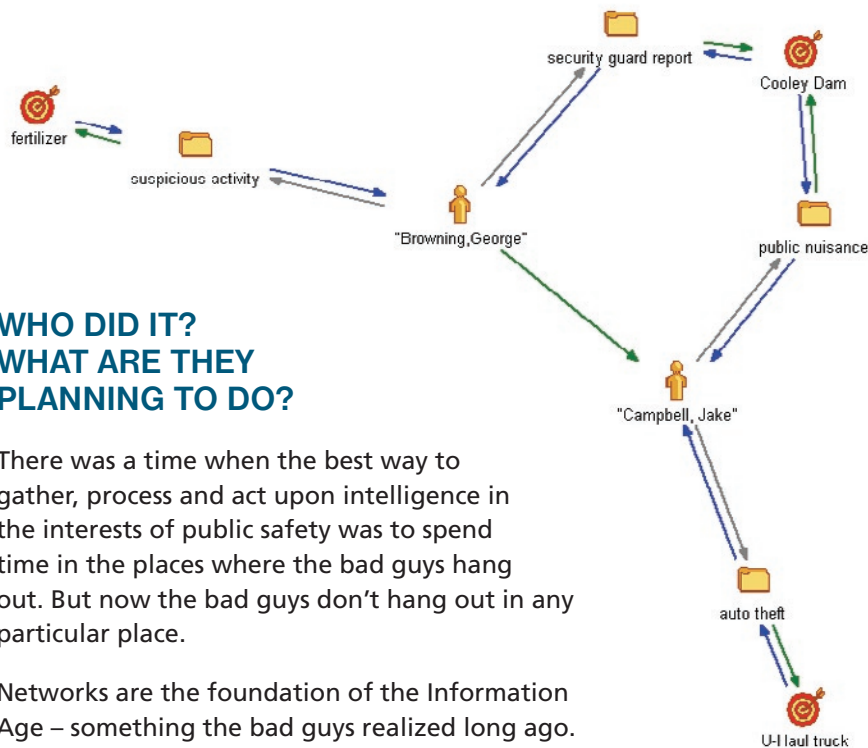 security guard report
Cooley Dam
fertilizer
suspicious activity
"Browning,George"
public nuisance
WHO DID IT?
WHAT ARE THEY
PLANNING TO DO?
"Campbell, Jake"
There was a time when the best way to
gather, process and act upon intelligence in
the interests of public safety was to spend
time in the places where the bad guys hang
out. But now the bad guys don’t hang out in any
particular place.
auto theft
Networks are the foundation of the Information
Age – something the bad guys realized long ago.
U-Haul truck